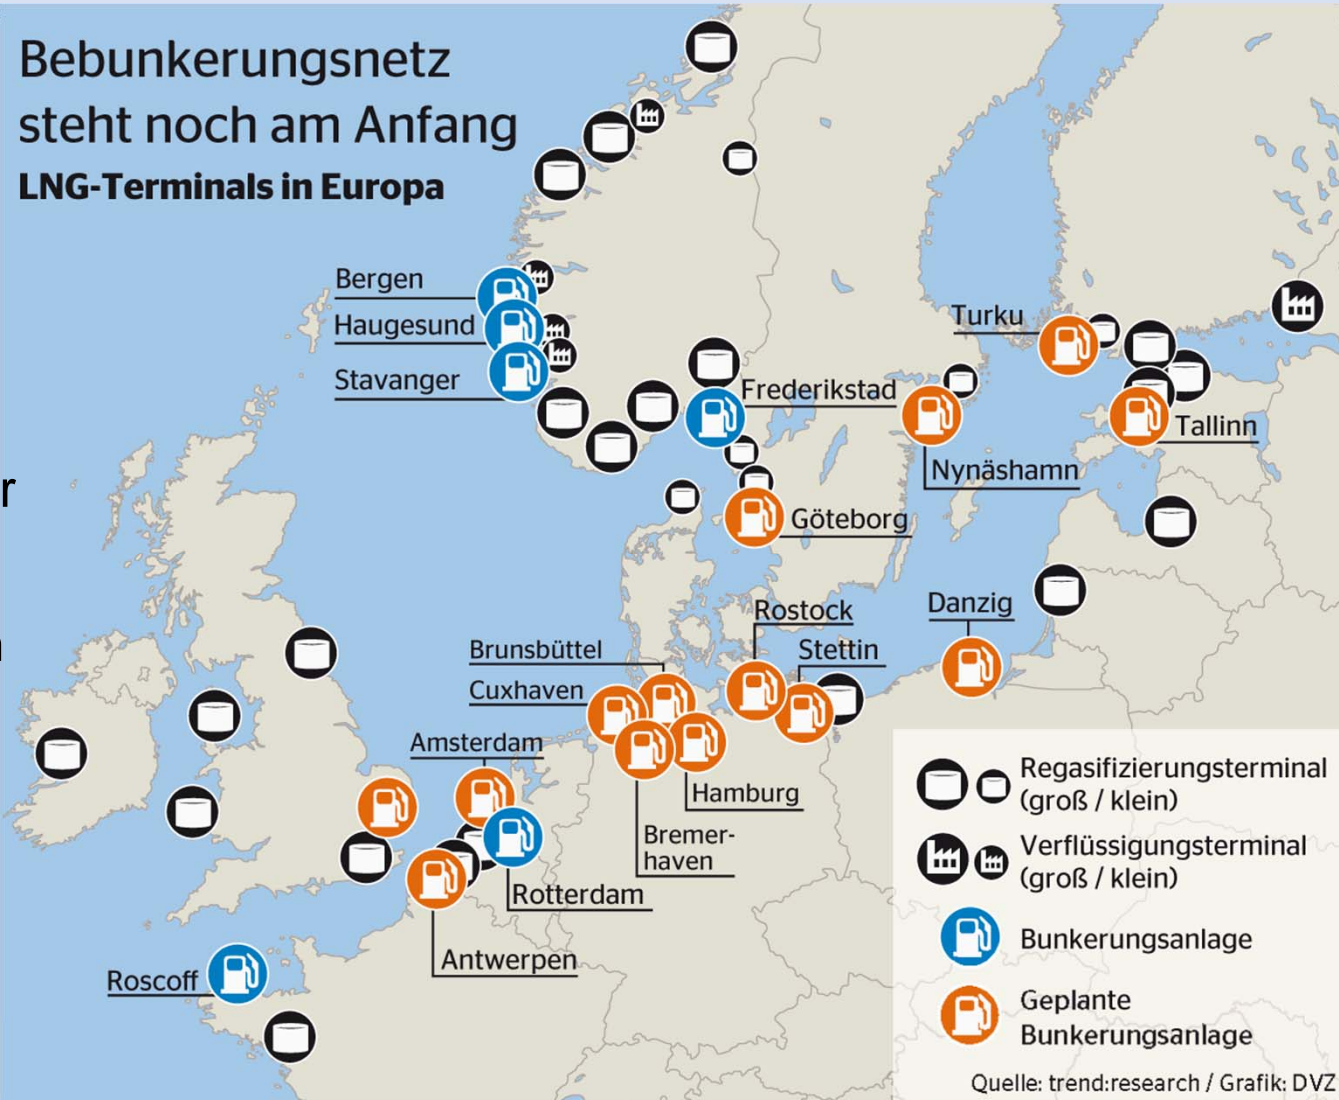 Bebunkerungsnetz
steht noch am Anfang
LNG-Terminals in Europa
Bergen
Haugesund
Stavanger
Turku
Frederikstad
Tallinn
Nynäshamn
r
Göteborg
Danzig
Rostock
Brunsbüttel
Stettin
Cuxhaven
Amsterdam
Hamburg
Bremer-
haven
Rotterdam
Antwerpen
Roscoff
Regasifizierungsterminal
(groß / klein)
Verflüssigungsterminal
(groß / klein)
Bunkerungsanlage
Geplante
Bunkerungsanlage
Quelle: trend:research / Grafik: DVZ